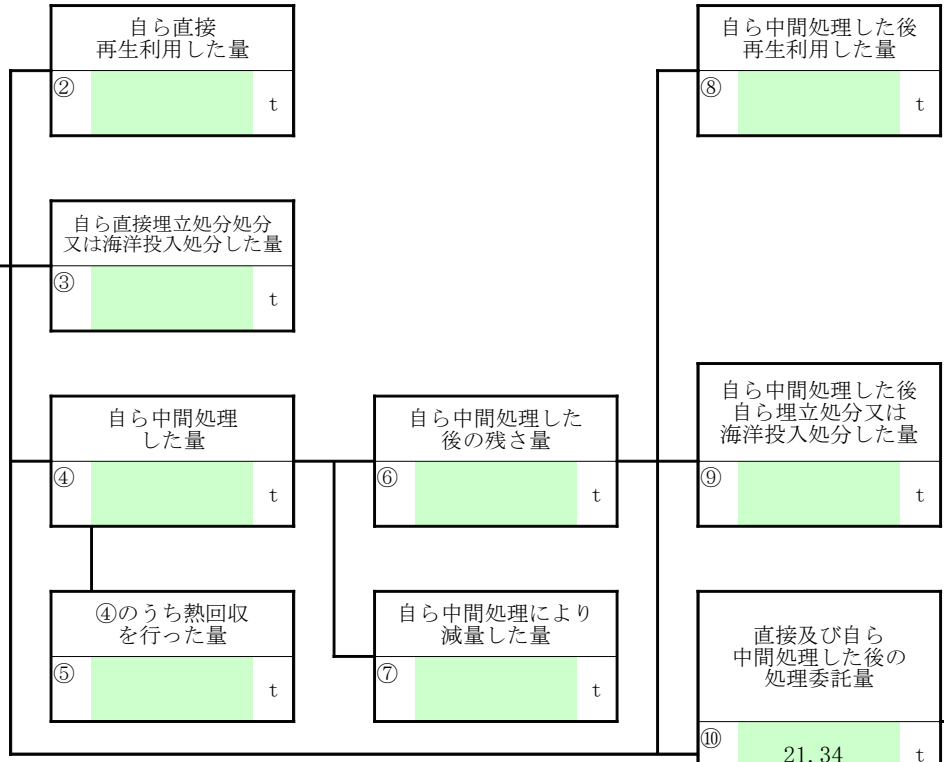 自ら直接
再生利用した量
②
t
自ら中間処理した後
再生利用した量
⑧
t
自ら直接埋立処分処分
又は海洋投入処分した量
③
t
自ら中間処理
した量
④
t
自ら中間処理した
後の残さ量
⑥
t
自ら中間処理した後
自ら埋立処分又は
海洋投入処分した量
⑨
t
④のうち熱回収
を行った量
⑤
t
自ら中間処理により
減量した量
⑦
t
直接及び自ら
中間処理した後の
処理委託量
⑩
21.34 t